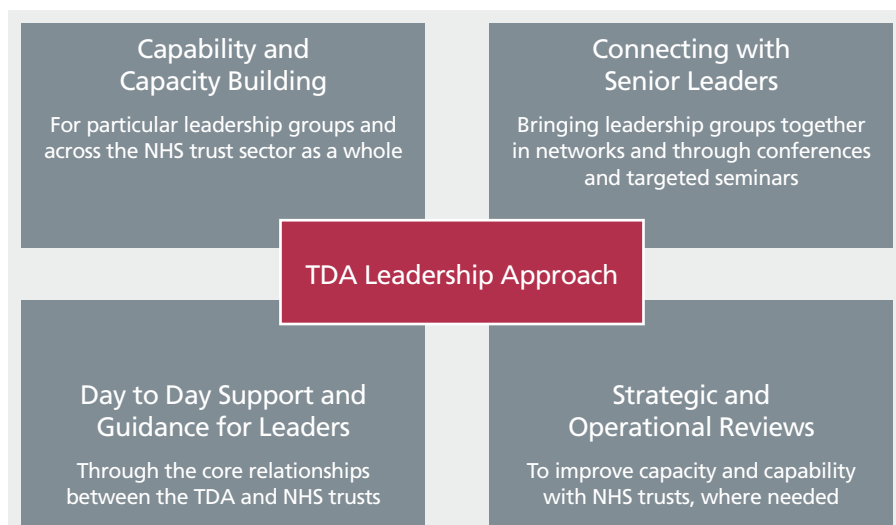 Capability and
Capacity Building
For particular leadership groups and
across the NHS trust sector as a whole
Connecting with
Senior Leaders
Bringing leadership groups together
in networks and through conferences
and targeted seminars
TDA Leadership Approach
Day to Day Support and
Guidance for Leaders
Through the core relationships
between the TDA and NHS trusts
Strategic and
Operational Reviews
To improve capacity and capability
with NHS trusts, where needed